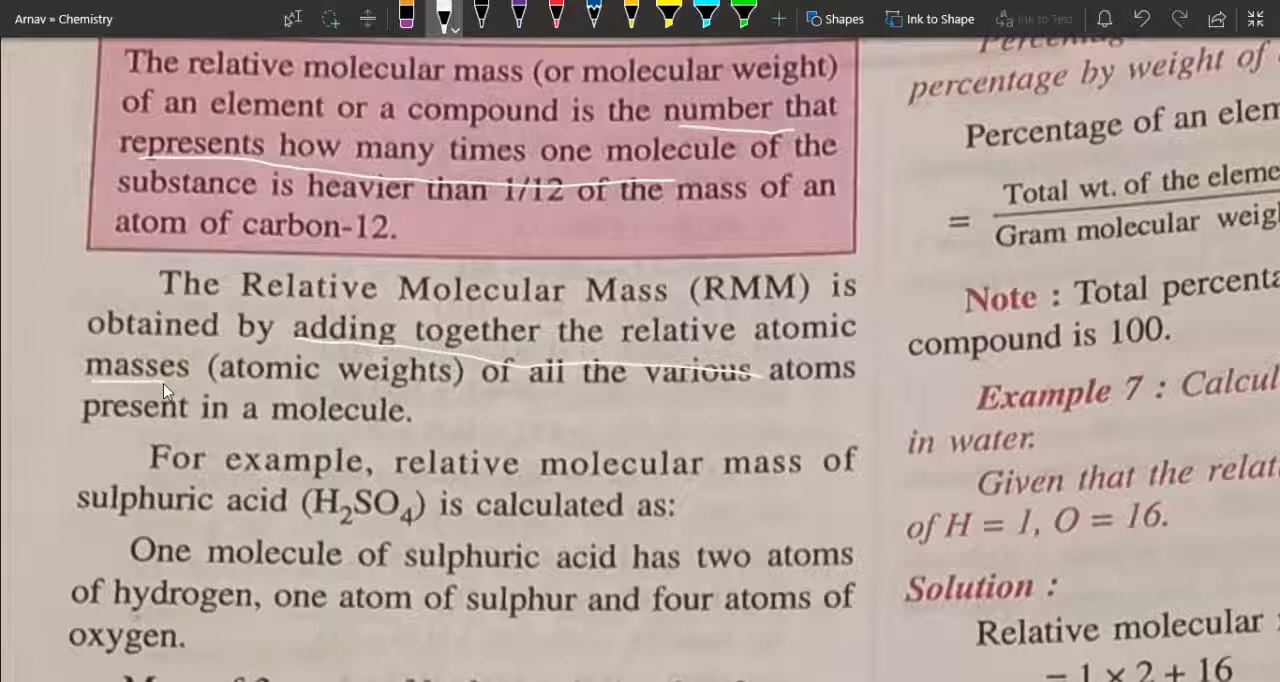 Arnav » Chemistry
Shapes
Ink to Shape
Ink to Text
The relative molecular mass (or molecular weight)
of an element or a compound is the number that
represents how many times one molecule of the
substance is heavier than 1/12 of the mass of an
atom of carbon-12.
The Relative Molecular Mass (RMM) is
obtained by adding together the relative atomic
masses (atomic weights) of all the various atoms
present in a molecule.
For example, relative molecular mass of
sulphuric acid (H₂SO₄) is calculated as:
One molecule of sulphuric acid has two atoms
of hydrogen, one atom of sulphur and four atoms of
oxygen.
percentage by weight of
Percentage of an elem
= Total wt. of the eleme
Gram molecular weig
Note : Total percenta
compound is 100.
Example 7 : Calcul
in water.
Given that the relat
of H = 1, O = 16.
Solution :
Relative molecular
= 1 × 2 + 16